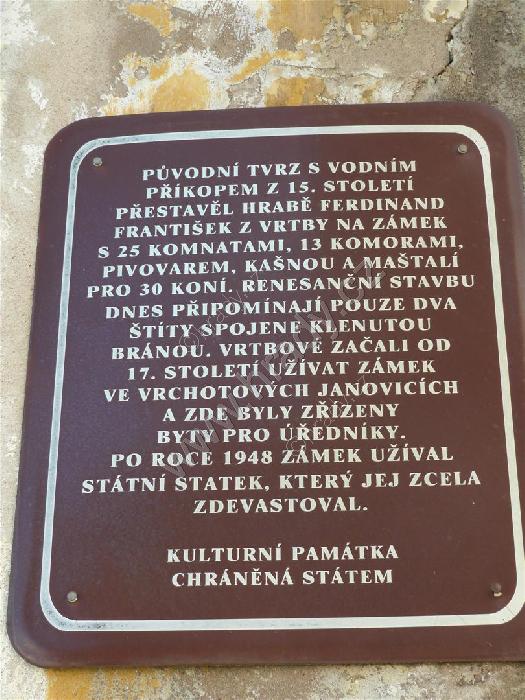 PŮVODNÍ TVRZ S VODNÍM
PŘÍKOPEM Z 15. STOLETÍ
PŘESTAVĚL HRABĚ FERDINAND
FRANTIŠEK Z VRTBY NA ZÁMEK
S 25 KOMNATAMI, 13 KOMORAMI,
PIVOVAREM, KAŠNOU A MAŠTALÍ
PRO 30 KONÍ. RENESANČNÍ STAVBU
DNES PŘIPOMÍNAJÍ POUZE DVA
ŠTÍTY SPOJENE KLENUTOU
BRÁNOU. VRTBOVÉ ZAČALI OD
17. STOLETÍ UŽÍVAT ZÁMEK
VE VRCHOTOVÝCH JANOVICÍCH
A ZDE BYLY ZŘÍZENY
BYTY PRO ÚŘEDNÍKY.
PO ROCE 1948 ZÁMEK UŽÍVAL
STÁTNÍ STATEK, KTERÝ JEJ ZCELA
ZDEVASTOVAL.
KULTURNÍ PAMÁTKA
CHRÁNĚNÁ STÁTEM
www.hrady.cz